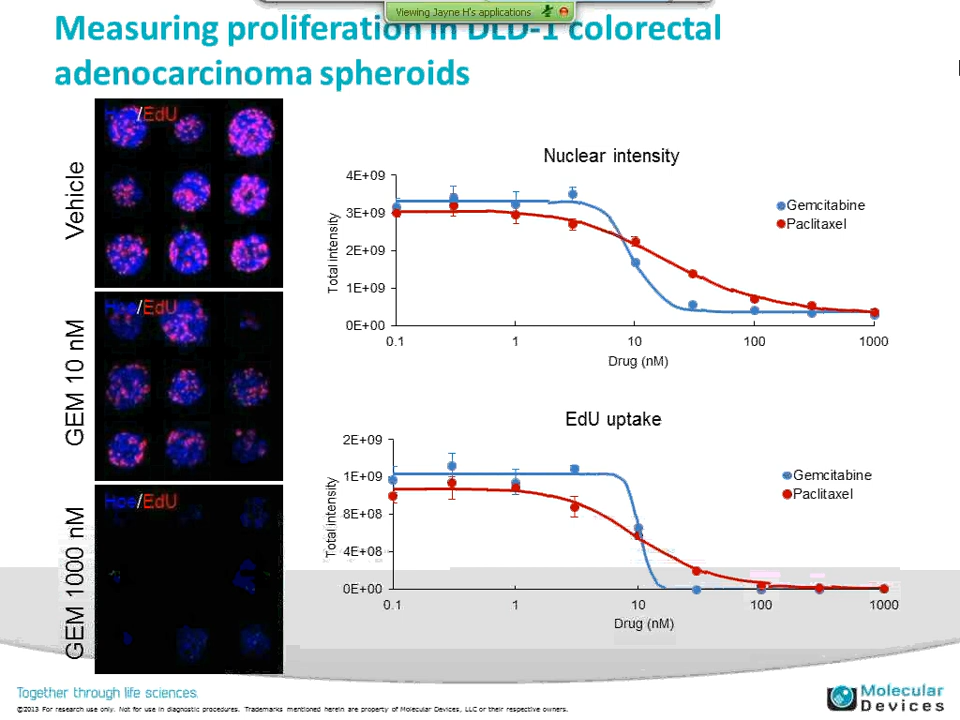 Viewing Jayne H's applications
Measuring proliferation in DLD-1 colorectal
adenocarcinoma spheroids
Vehicle
Hoe/EdU
GEM 10 nM
Hoe/EdU
GEM 1000 nM
Hoe/EdU
Nuclear intensity
Total intensity
4E+09
3E+09
2E+09
1E+09
0E+00
0.1 1 10 100 1000
Drug (nM)
Gemcitabine
Paclitaxel
EdU uptake
Total intensity
2E+09
1E+09
8E+08
4E+08
0E+00
0.1 1 10 100 1000
Drug (nM)
Gemcitabine
Paclitaxel
Together through life sciences.
©2013 For research use only. Not for use in diagnostic procedures. Trademarks mentioned herein are property of Molecular Devices, LLC or their respective owners.
Molecular
Devices